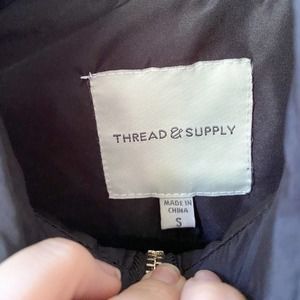 THREAD & SUPPLY
MADE IN
CHINA
S